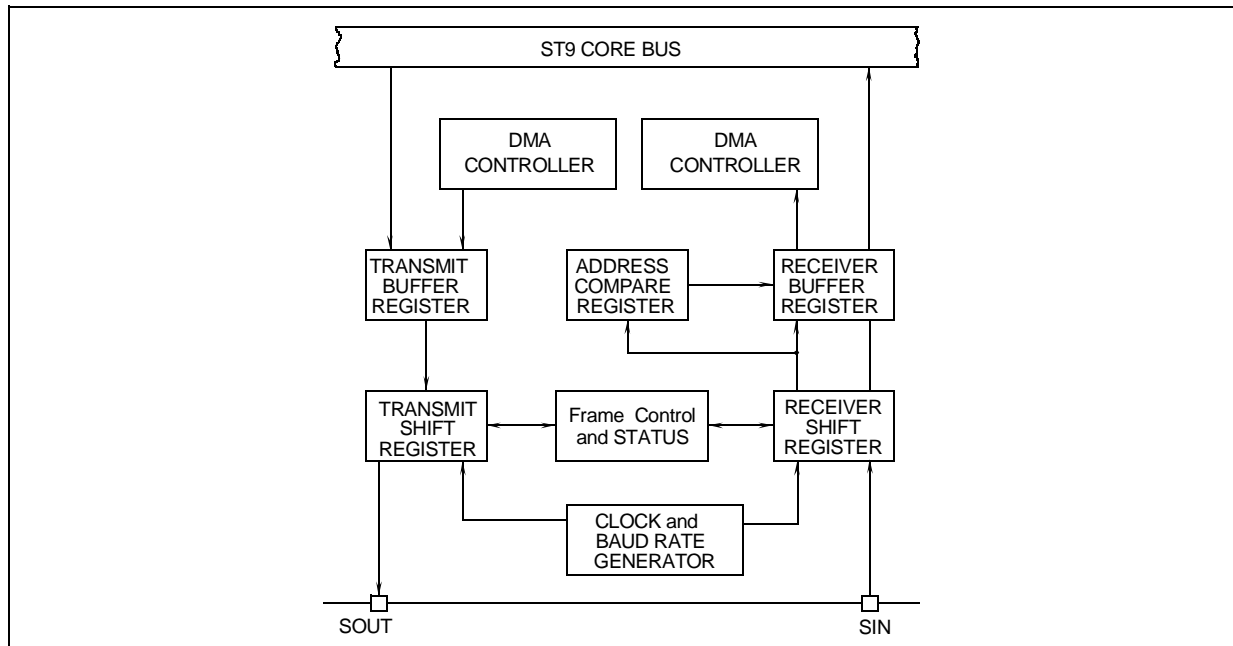 ST9 CORE BUS
DMA
CONTROLLER
DMA
CONTROLLER
TRANSMIT
BUFFER
REGISTER
ADDRESS
COMPARE
REGISTER
RECEIVER
BUFFER
REGISTER
TRANSMIT
SHIFT
REGISTER
Frame Control
and STATUS
RECEIVER
SHIFT
REGISTER
CLOCK and
BAUD RATE
GENERATOR
SOUT
SIN